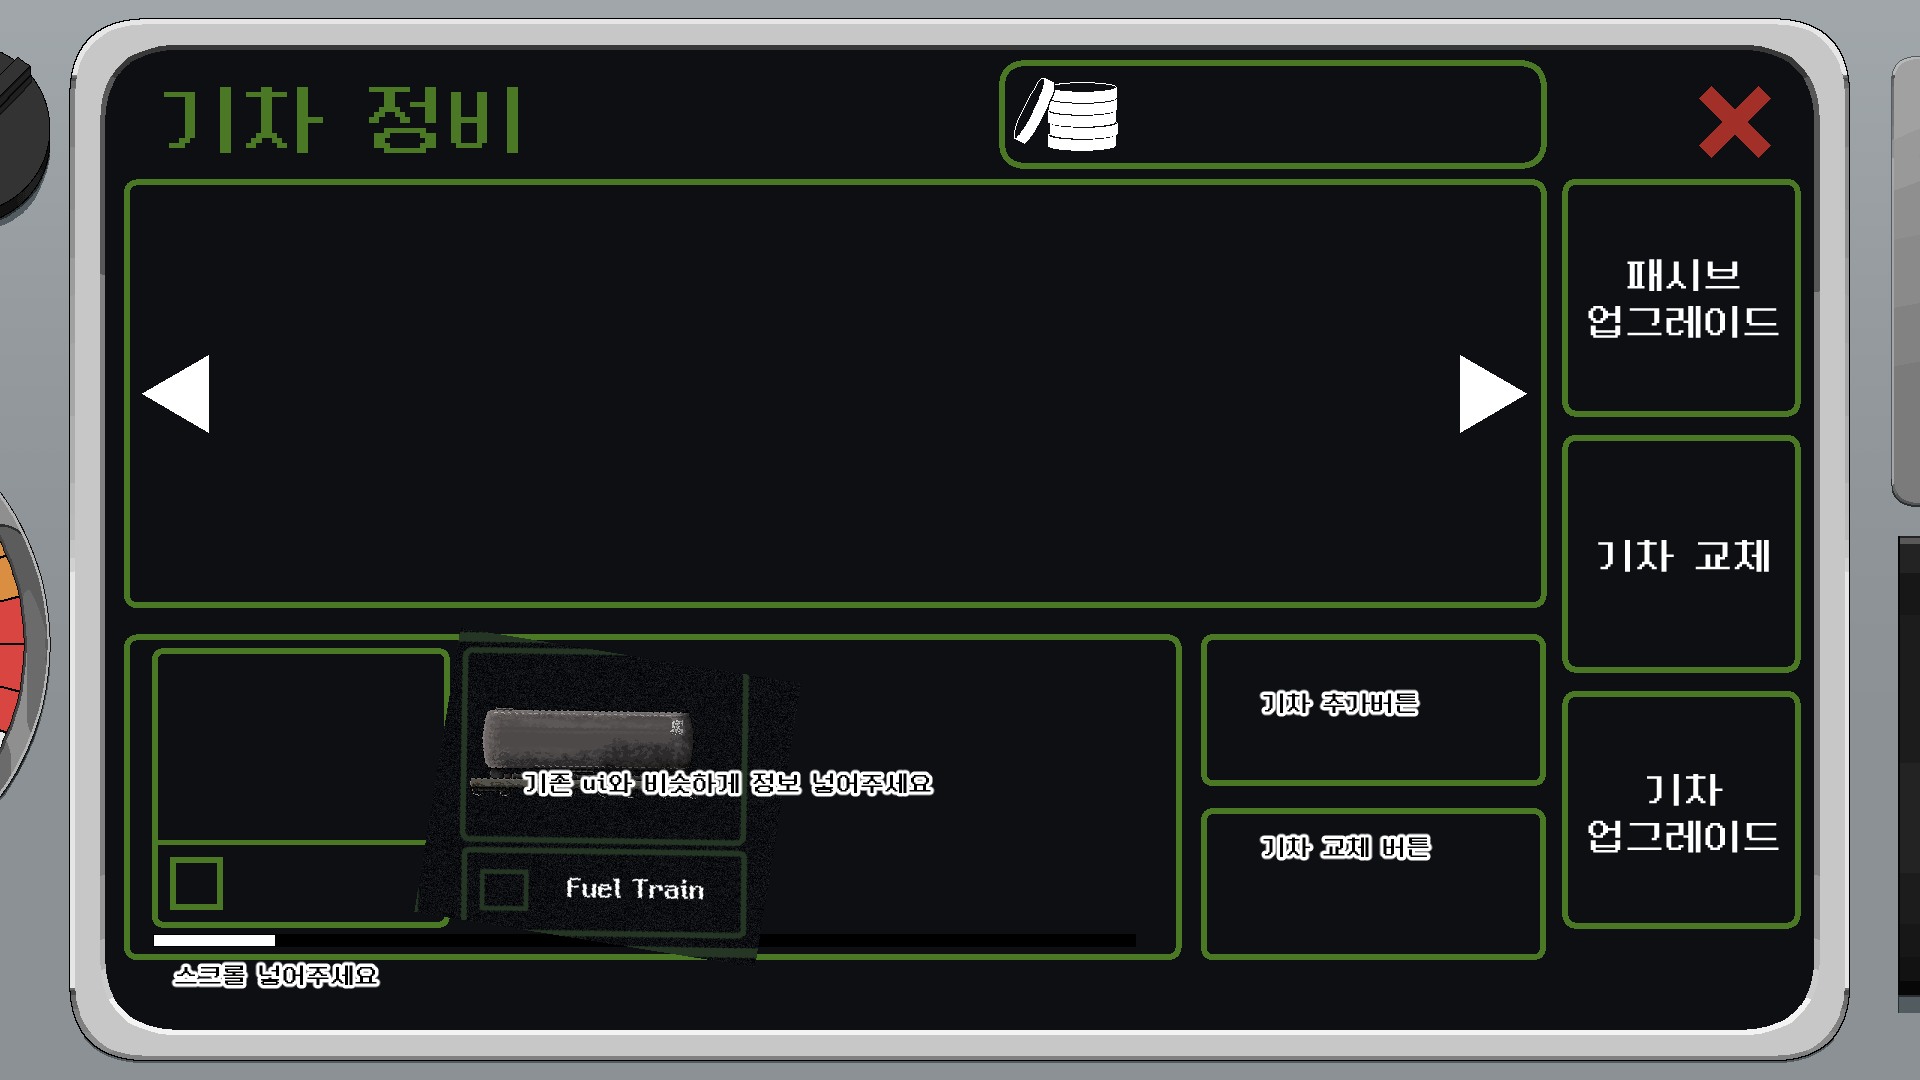 기차 정비
패시브
업그레이드
기차 교체
기차 추가버튼
기존 ui와 비슷하게 정보 넣어주세요
기차
업그레이드
기차 교체 버튼
Fuel Train
스크롤 넣어주세요